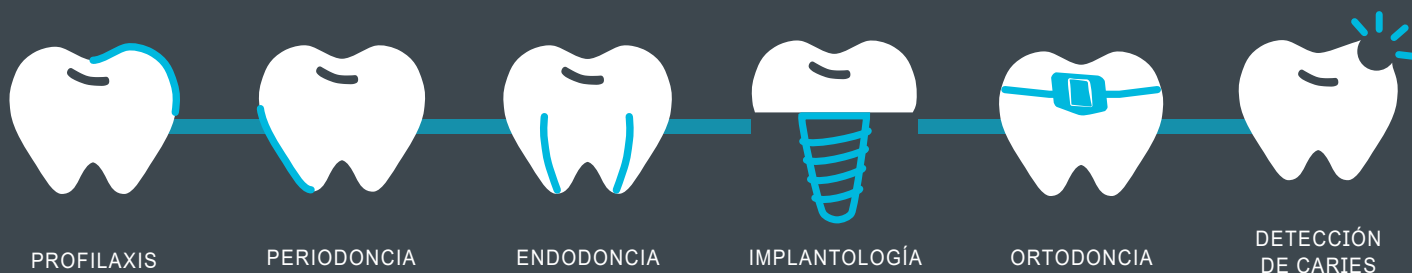 PROFILAXIS
PERIODONCIA
ENDODONCIA
IMPLANTOLOGÍA
ORTODONCIA
DETECCIÓN
DE CARIES